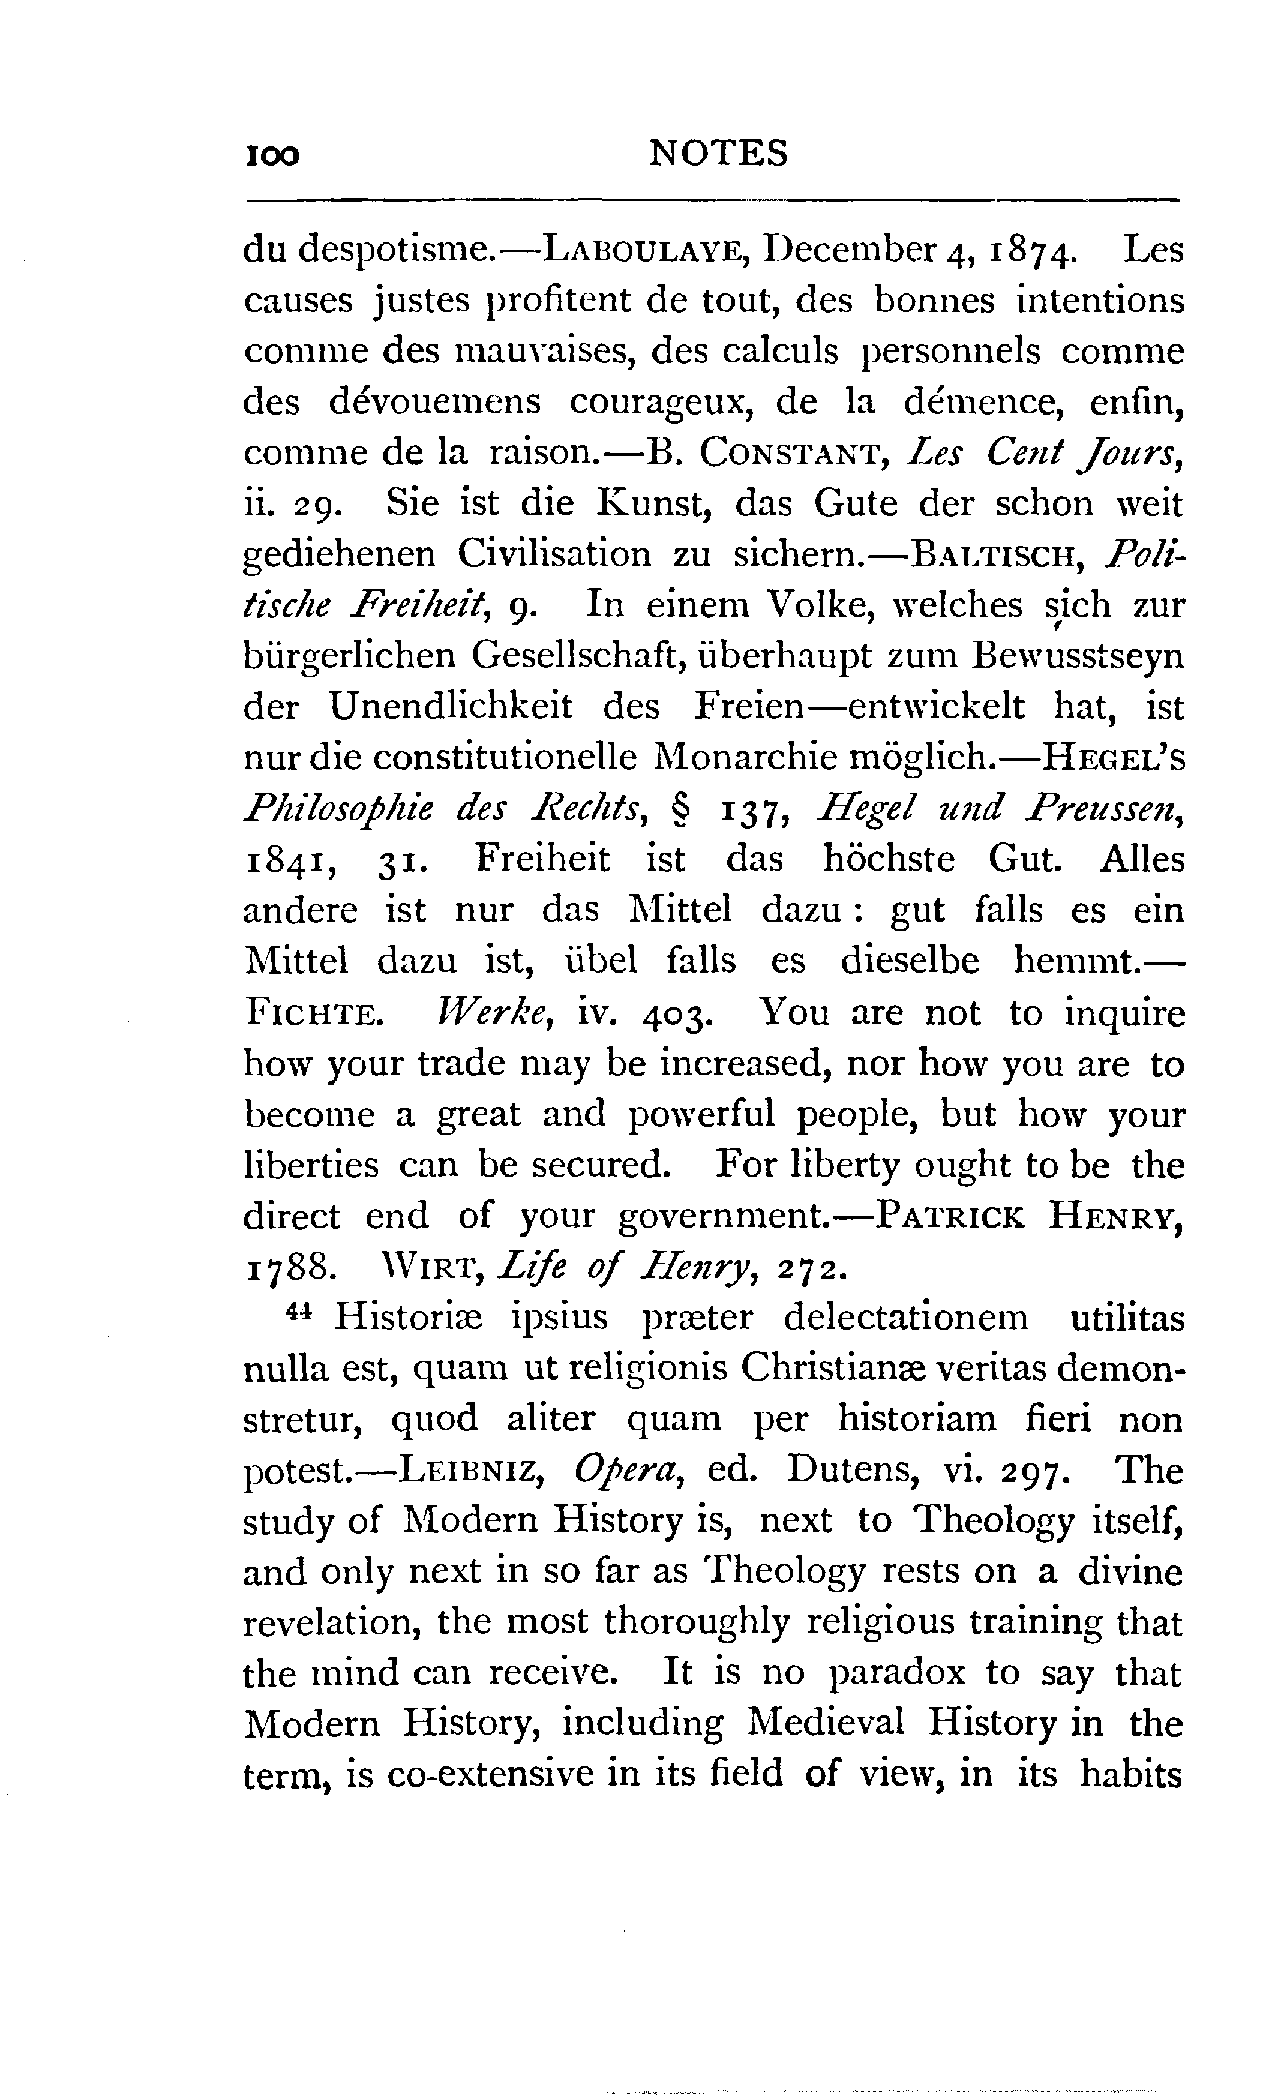 100 NOTES
du despotisme.—LABOULAYE, December 4, 1874. Les
causes justes profitent de tout, des bonnes intentions
comme des mauvaises, des calculs personnels comme
des dévouemens courageux, de la démence, enfin,
comme de la raison.—B. CONSTANT, Les Cent Jours,
ii. 29. Sie ist die Kunst, das Gute der schon weit
gediehenen Civilisation zu sichern.—BALTISCH, Poli-
tische Freiheit, 9. In einem Volke, welches sich zur
bürgerlichen Gesellschaft, überhaupt zum Bewusstseyn
der Unendlichkeit des Freien—entwickelt hat, ist
nur die constitutionelle Monarchie möglich.—HEGEL'S
Philosophie des Rechts, § 137, Hegel und Preussen,
1841, 31. Freiheit ist das höchste Gut. Alles
andere ist nur das Mittel dazu : gut falls es ein
Mittel dazu ist, übel falls es dieselbe hemmt.—
FICHTE. Werke, iv. 403. You are not to inquire
how your trade may be increased, nor how you are to
become a great and powerful people, but how your
liberties can be secured. For liberty ought to be the
direct end of your government.—PATRICK HENRY,
1788. WIRT, Life of Henry, 272.
44 Historiæ ipsius præter delectationem utilitas
nulla est, quam ut religionis Christianæ veritas demon-
stretur, quod aliter quam per historiam fieri non
potest.—LEIBNIZ, Opera, ed. Dutens, vi. 297. The
study of Modern History is, next to Theology itself,
and only next in so far as Theology rests on a divine
revelation, the most thoroughly religious training that
the mind can receive. It is no paradox to say that
Modern History, including Medieval History in the
term, is co-extensive in its field of view, in its habits